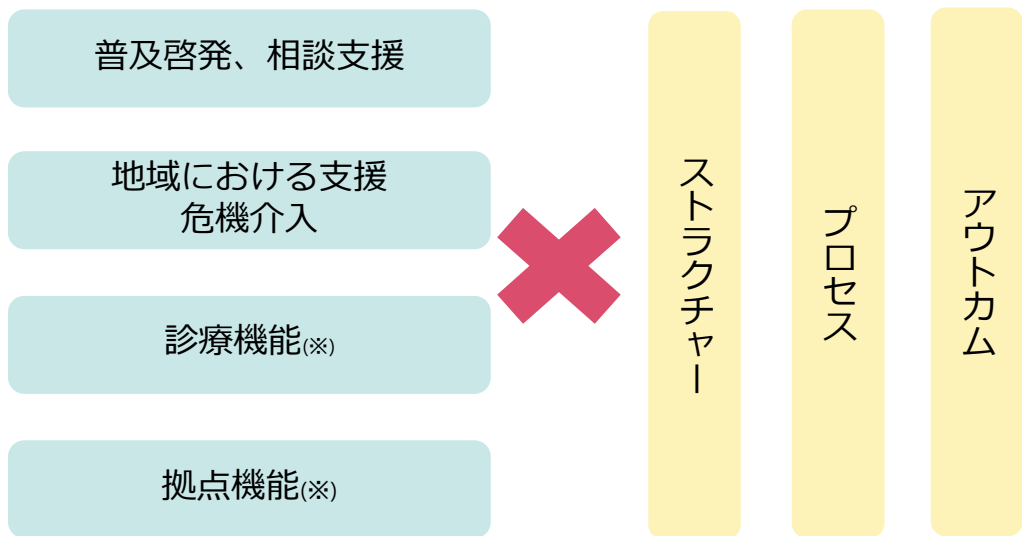 普及啓発、相談支援
地域における支援
危機介入
診療機能(※)
拠点機能(※)
ストラクチャー
プロセス
アウトカム